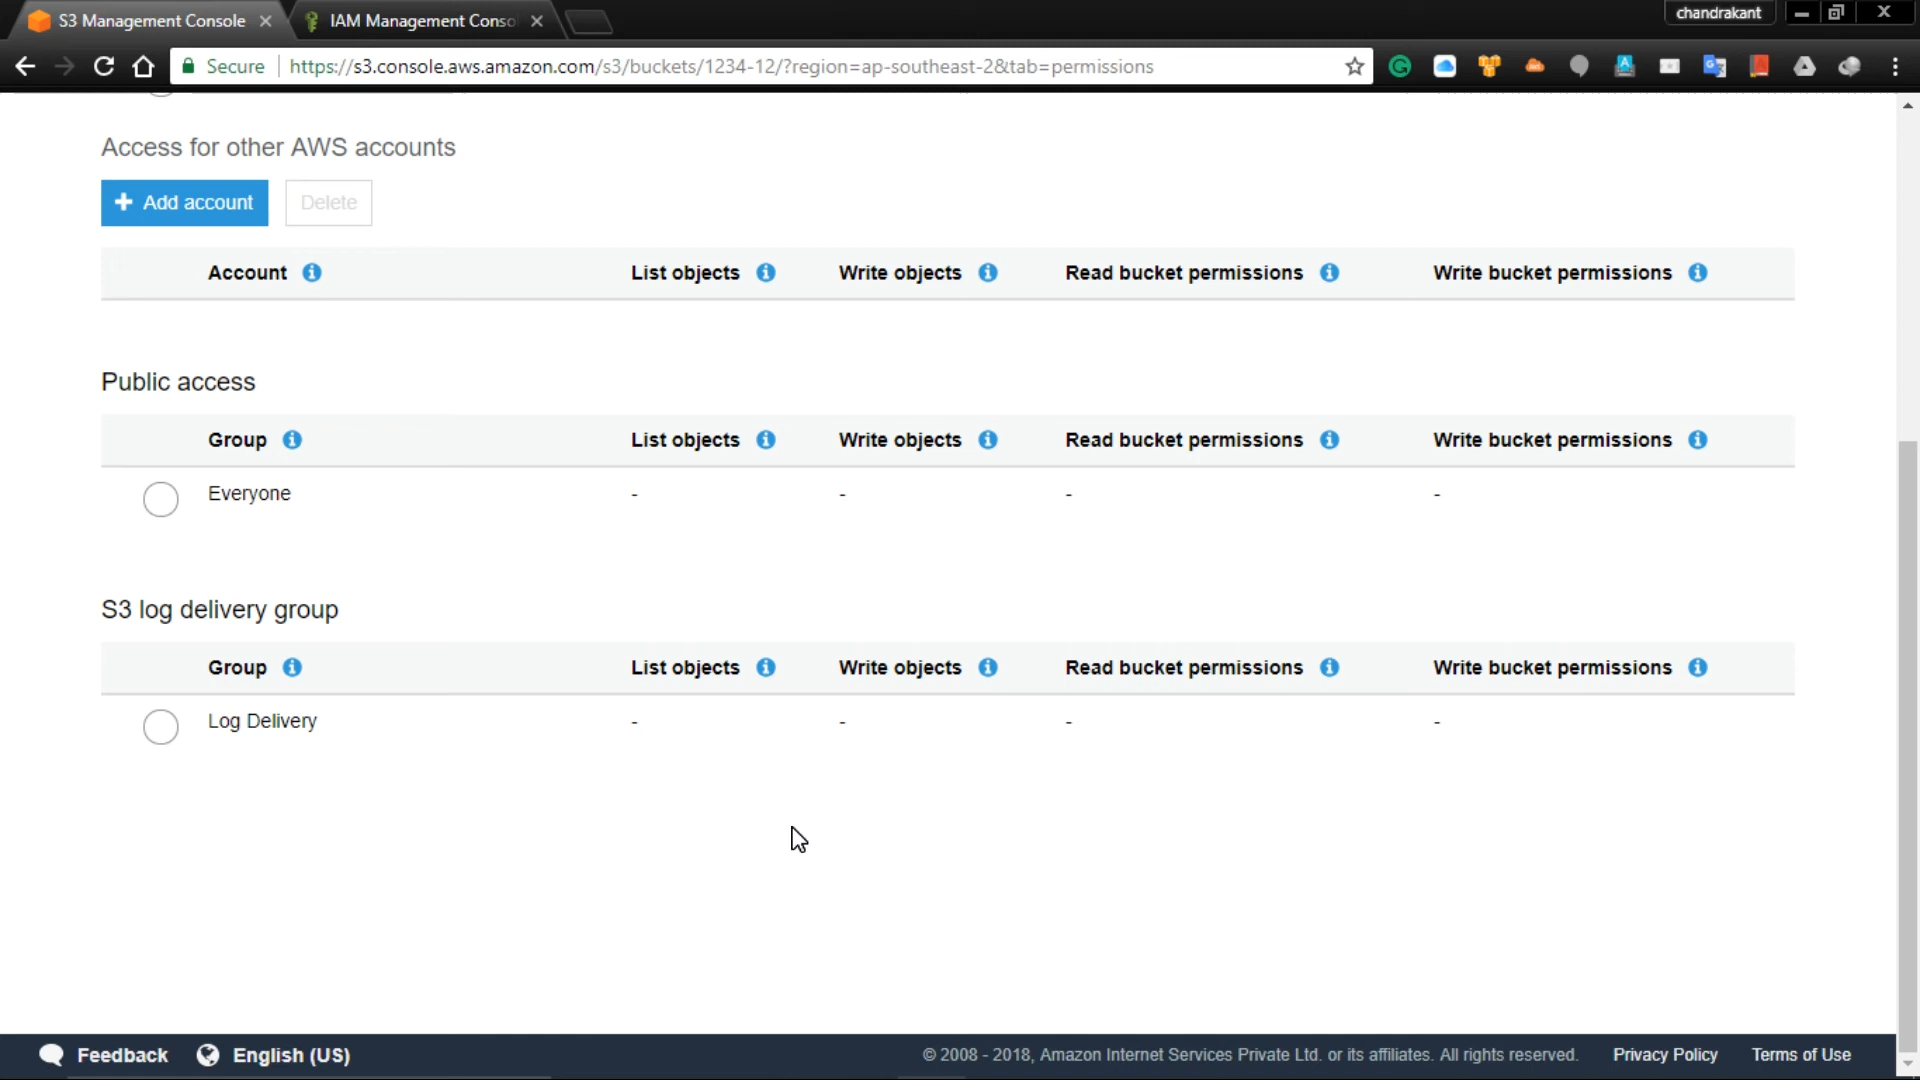 S3 Management Console
IAM Management Conso
chandrakant
Secure
https://s3.console.aws.amazon.com/s3/buckets/1234-12/?region=ap-southeast-2&tab=permissions
Access for other AWS accounts
Add account
Delete
Account List objects Write objects Read bucket permissions Write bucket permissions
Public access
Group List objects Write objects Read bucket permissions Write bucket permissions
Everyone - - - -
S3 log delivery group
Group List objects Write objects Read bucket permissions Write bucket permissions
Log Delivery - - - -
Feedback English (US) © 2008 - 2018, Amazon Internet Services Private Ltd. or its affiliates. All rights reserved. Privacy Policy Terms of Use